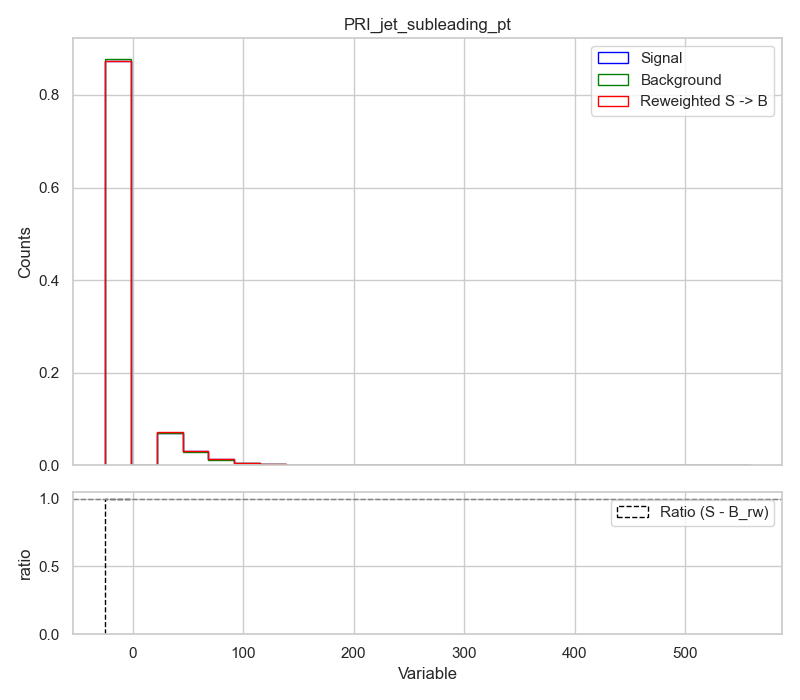 PRI_jet_subleading_pt
Signal
Background
Reweighted S -> B
0.8
0.6
0.4
0.2
0.0
Counts
Ratio (S - B_rw)
1.0
0.5
0.0
ratio
0
100
200
300
400
500
Variable